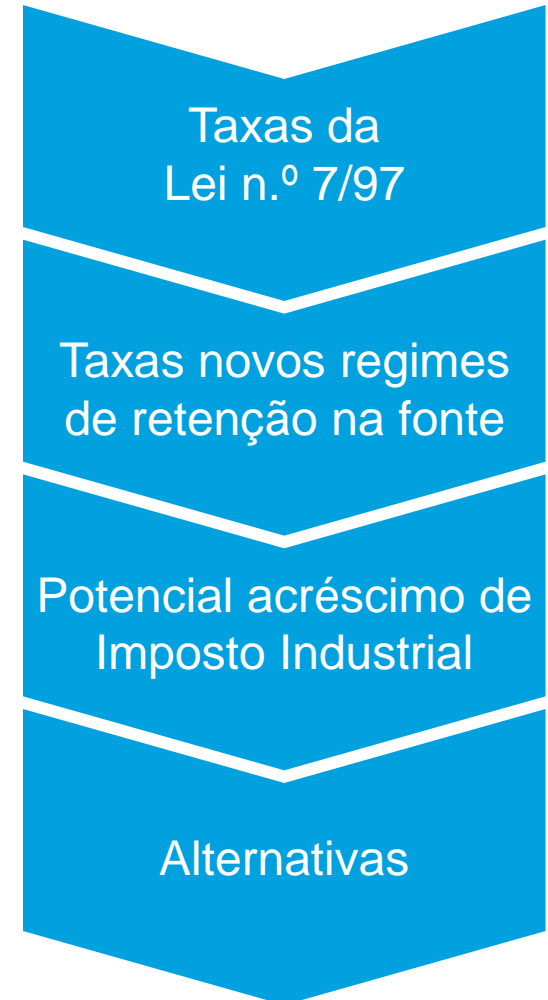 Taxas da
Lei n.º 7/97
Taxas novos regimes
de retenção na fonte
Potencial acréscimo de
Imposto Industrial
Alternativas